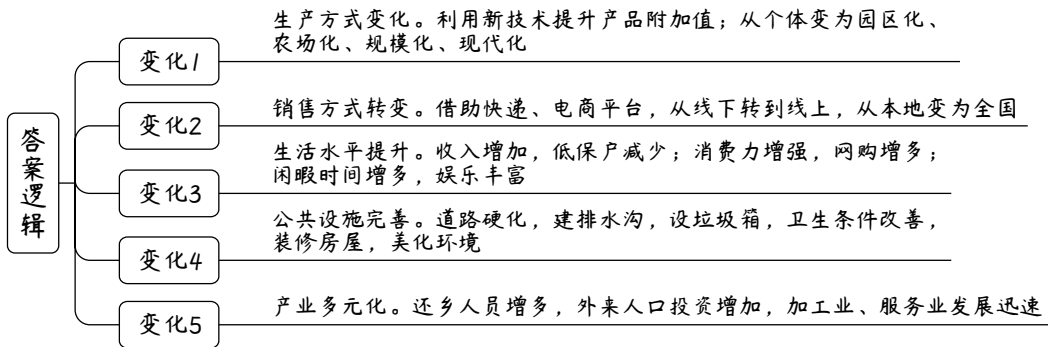 答案逻辑
变化1
生产方式变化。利用新技术提升产品附加值；从个体变为园区化、
农场化、规模化、现代化
变化2
销售方式转变。借助快递、电商平台，从线下转到线上，从本地变为全国
变化3
生活水平提升。收入增加，低保户减少；消费力增强，网购增多；
闲暇时间增多，娱乐丰富
变化4
公共设施完善。道路硬化，建排水沟，设垃圾箱，卫生条件改善，
装修房屋，美化环境
变化5
产业多元化。还乡人员增多，外来人口投资增加，加工业、服务业发展迅速